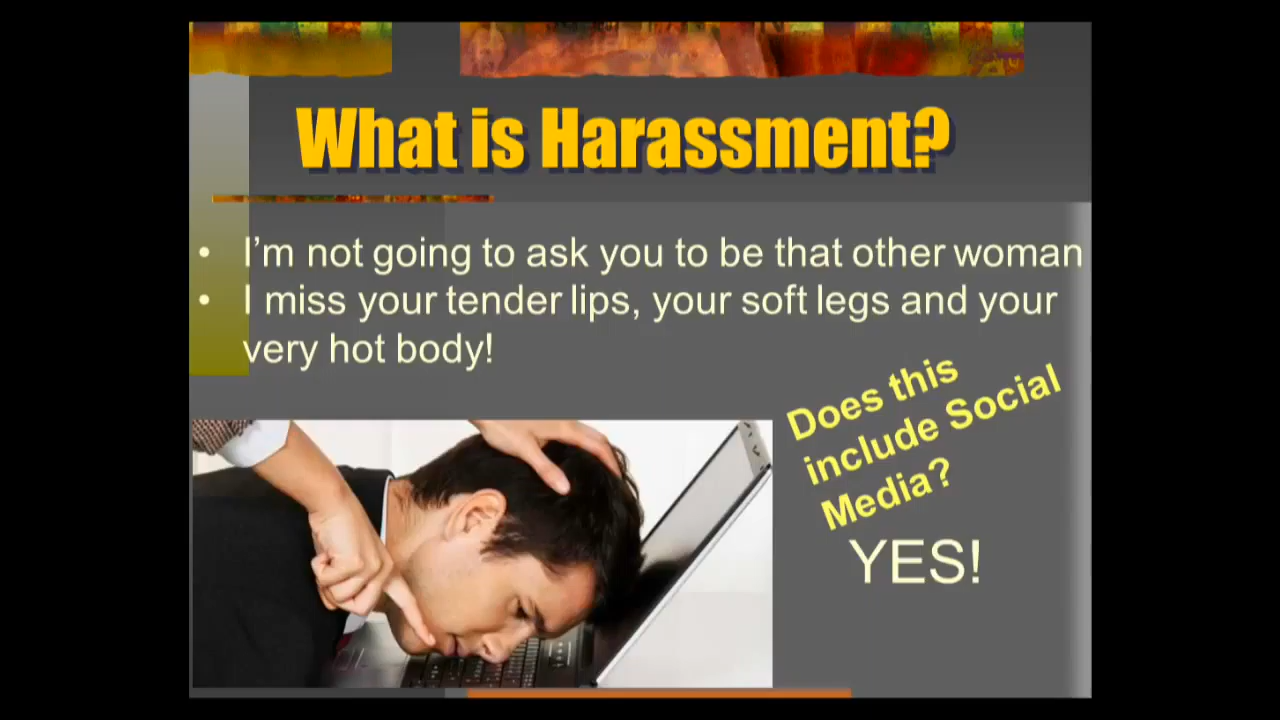 What is Harassment?
• I'm not going to ask you to be that other woman
• I miss your tender lips, your soft legs and your
very hot body!
Does this
include Social
Media?
YES!